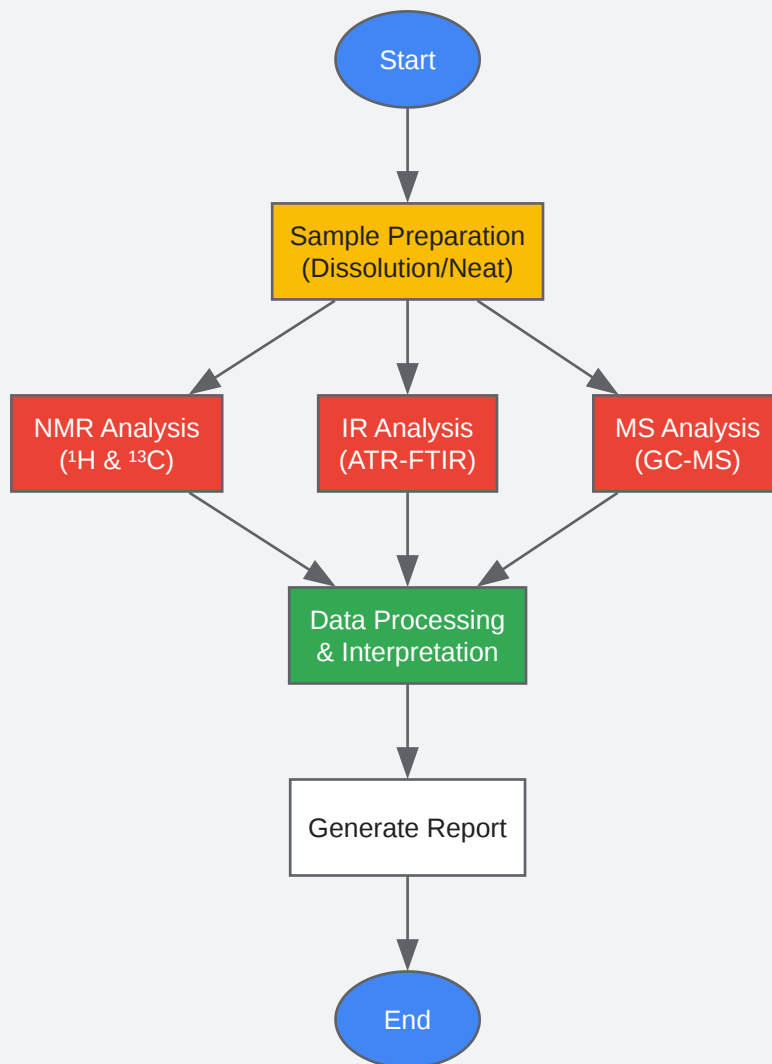 Start
Sample Preparation
(Dissolution/Neat)
NMR Analysis
(¹H & ¹³C)
IR Analysis
(ATR-FTIR)
MS Analysis
(GC-MS)
Data Processing
& Interpretation
Generate Report
End